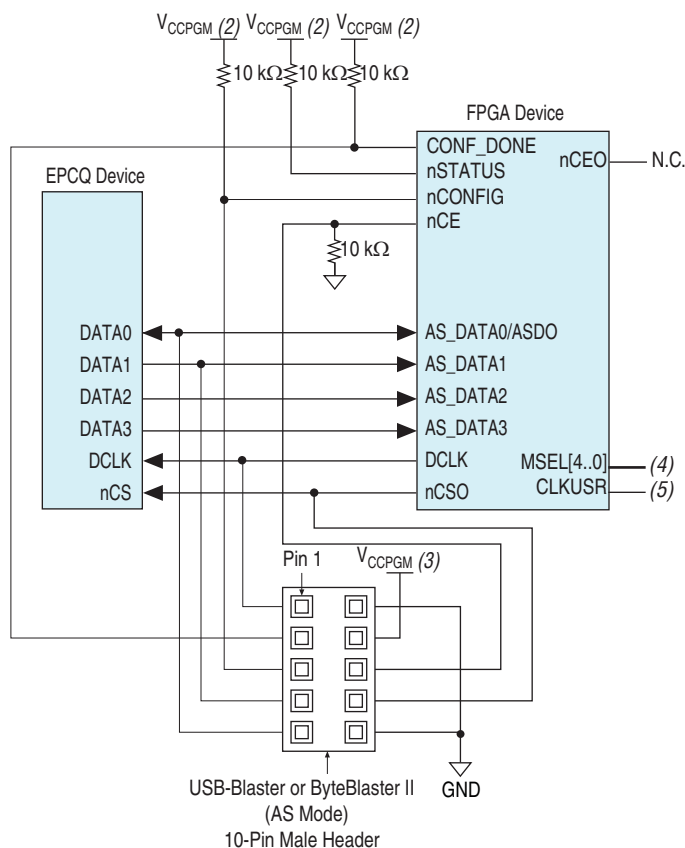 VCCPGM (2) VCCPGM (2) VCCPGM (2)
10 kΩ 10 kΩ 10 kΩ
FPGA Device
EPCQ Device
CONF_DONE
nSTATUS
nCONFIG
nCE
nCEO
N.C.
10 kΩ
DATA0
DATA1
DATA2
DATA3
DCLK
nCS
AS_DATA0/ASDO
AS_DATA1
AS_DATA2
AS_DATA3
DCLK
nCSO
MSEL[4..0]
(4)
CLKUSR
(5)
Pin 1
VCCPGM (3)
USB-Blaster or ByteBlaster II
(AS Mode)
10-Pin Male Header
GND